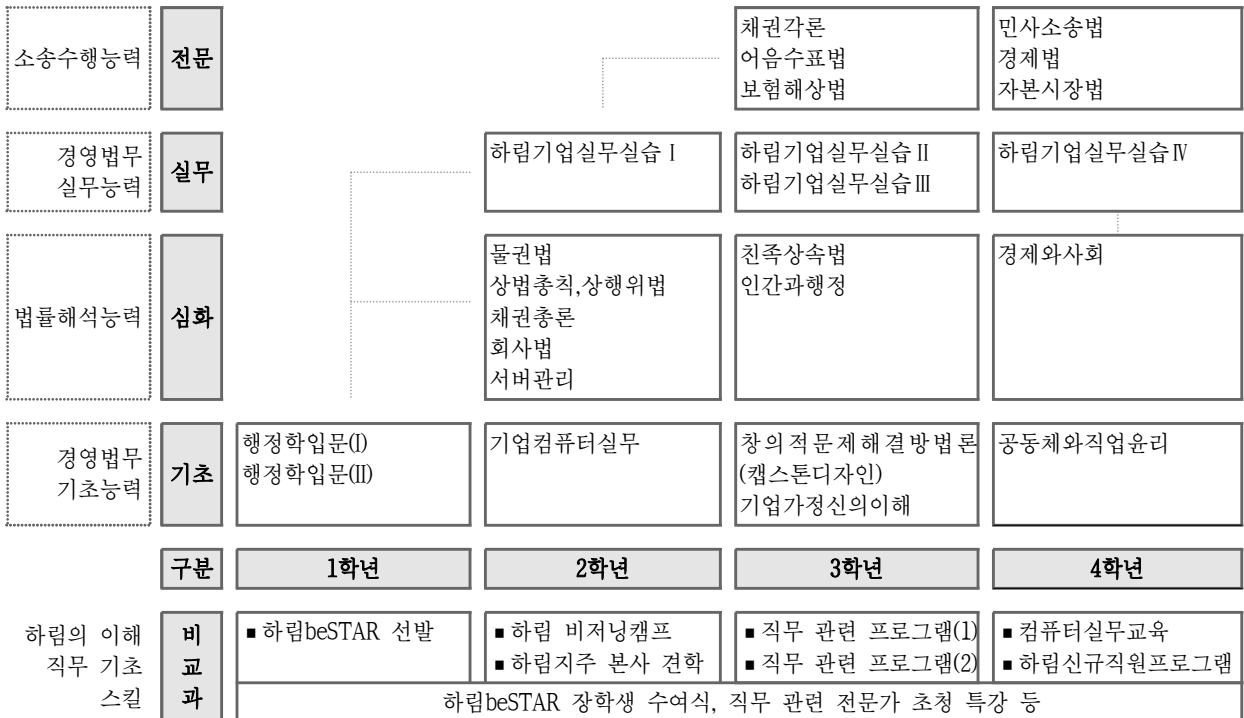 소송수행능력
전문
채권각론
어음수표법
보험해상법
민사소송법
경제법
자본시장법
경영법무
실무능력
실무
하림기업실무실습Ⅰ
하림기업실무실습Ⅱ
하림기업실무실습Ⅲ
하림기업실무실습Ⅳ
법률해석능력
심화
물권법
상법총칙,상행위법
채권총론
회사법
서버관리
친족상속법
인간과행정
경제와사회
경영법무
기초능력
기초
행정학입문(Ⅰ)
행정학입문(Ⅱ)
기업컴퓨터실무
창의적문제해결방법론
(캡스톤디자인)
기업가정신의이해
공동체와직업윤리
구분
1학년
2학년
3학년
4학년
하림의 이해
직무 기초
스킬
비
교
과
▪하림beSTAR 선발
▪하림 비저닝캠프
▪하림지주 본사 견학
▪직무 관련 프로그램(1)
▪직무 관련 프로그램(2)
▪컴퓨터실무교육
▪하림신규직원프로그램
하림beSTAR 장학생 수여식, 직무 관련 전문가 초청 특강 등